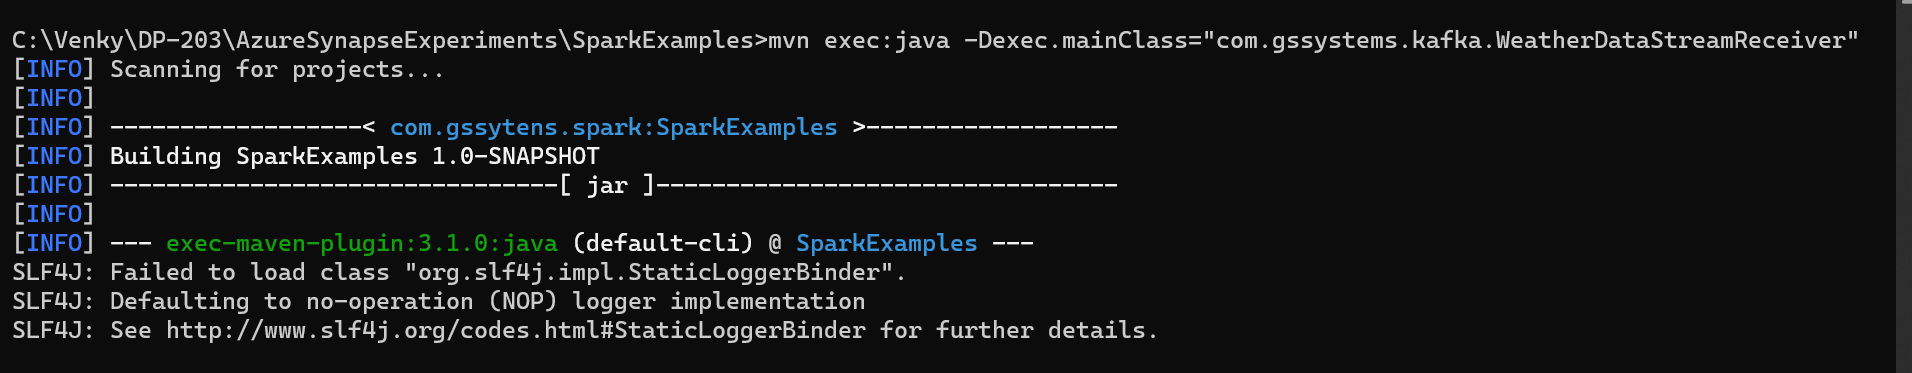 C:\Venky\DP-203\AzureSynapseExperiments\SparkExamples>mvn exec:java -Dexec.mainClass="com.gssystems.kafka.WeatherDataStreamReceiver"
[INFO] Scanning for projects...
[INFO]
[INFO] ------------------< com.gssytens.spark:SparkExamples >------------------
[INFO] Building SparkExamples 1.0-SNAPSHOT
[INFO] --------------------------------[ jar ]---------------------------------
[INFO]
[INFO] --- exec-maven-plugin:3.1.0:java (default-cli) @ SparkExamples ---
SLF4J: Failed to load class "org.slf4j.impl.StaticLoggerBinder".
SLF4J: Defaulting to no-operation (NOP) logger implementation
SLF4J: See http://www.slf4j.org/codes.html#StaticLoggerBinder for further details.